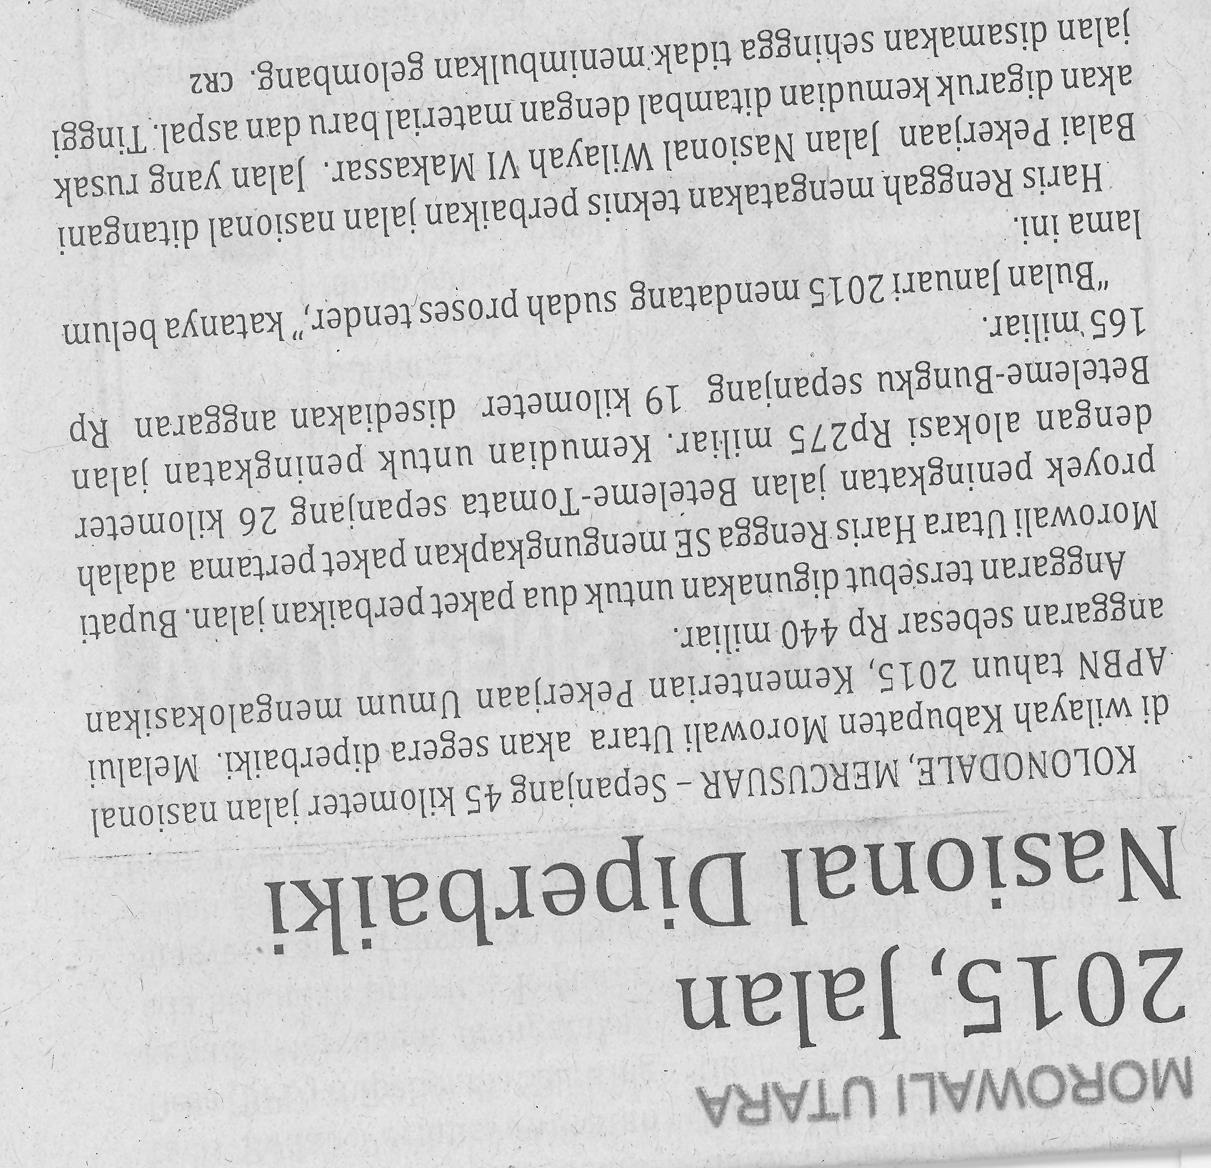 MOROWALI UTARA
2015, Jalan
Nasional Diperbaiki
KOLONODALE, MERCUSUAR – Sepanjang 45 kilometer jalan nasional
di wilayah Kabupaten Morowali Utara akan segera diperbaiki. Melalui
APBN tahun 2015, Kementerian Pekerjaan Umum mengalokasikan
anggaran sebesar Rp 440 miliar.
Anggaran tersebut digunakan untuk dua paket perbaikan jalan. Bupati
Morowali Utara Haris Rengga SE mengungkapkan paket pertama adalah
proyek peningkatan jalan Beteleme-Tomata sepanjang 26 kilometer
dengan alokasi Rp275 miliar. Kemudian untuk peningkatan jalan
Beteleme-Bungku sepanjang 19 kilometer disediakan anggaran Rp
165 miliar.
"Bulan Januari 2015 mendatang sudah proses tender," katanya belum
lama ini.
Haris Renggah mengatakan teknis perbaikan jalan nasional ditangani
Balai Pekerjaan Jalan Nasional Wilayah VI Makassar. Jalan yang rusak
akan digaruk kemudian ditambal dengan material baru dan aspal. Tinggi
jalan disamakan sehingga tidak menimbulkan gelombang. CR2